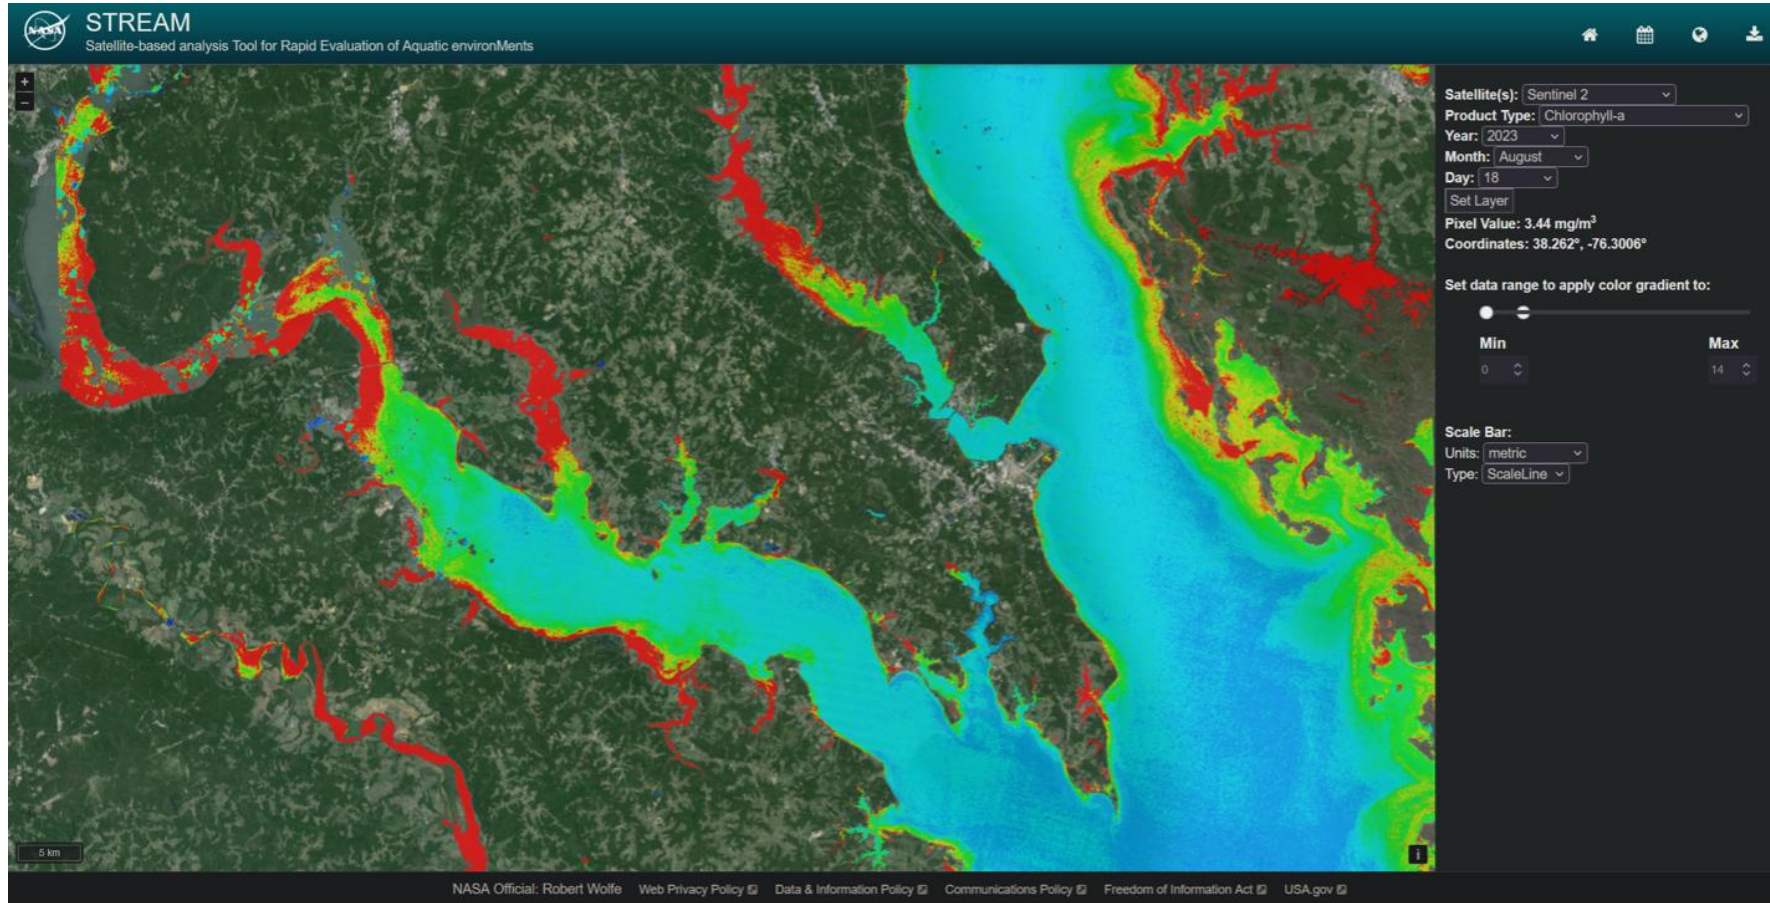 NASA
STREAM
Satellite-based analysis Tool for Rapid Evaluation of Aquatic environMents
+
–
Satellite(s): Sentinel 2
Product Type: Chlorophyll-a
Year: 2023
Month: August
Day: 18
Set Layer
Pixel Value: 3.44 mg/m³
Coordinates: 38.262°, -76.3006°
Set data range to apply color gradient to:
Min Max
0 14
Scale Bar:
Units: metric
Type: ScaleLine
5 km
i
NASA Official: Robert Wolfe Web Privacy Policy Data & Information Policy Communications Policy Freedom of Information Act USA.gov